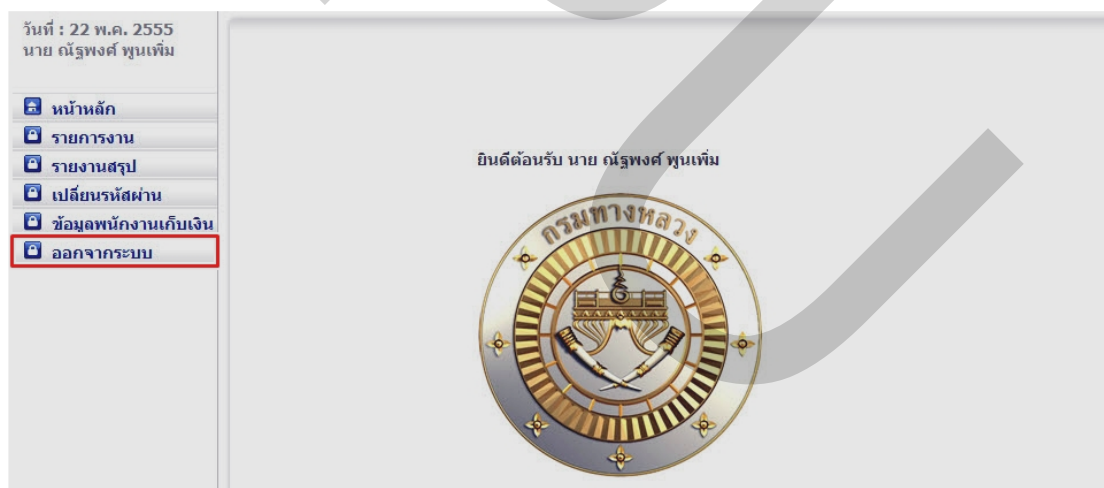 วันที่ : 22 พ.ค. 2555
นาย ณัฐพงศ์ พูนเพิ่ม
หน้าหลัก
รายการงาน
รายงานสรุป
เปลี่ยนรหัสผ่าน
ข้อมูลพนักงานเก็บเงิน
ออกจากระบบ
ยินดีต้อนรับ นาย ณัฐพงศ์ พูนเพิ่ม
กรมทางหลวง